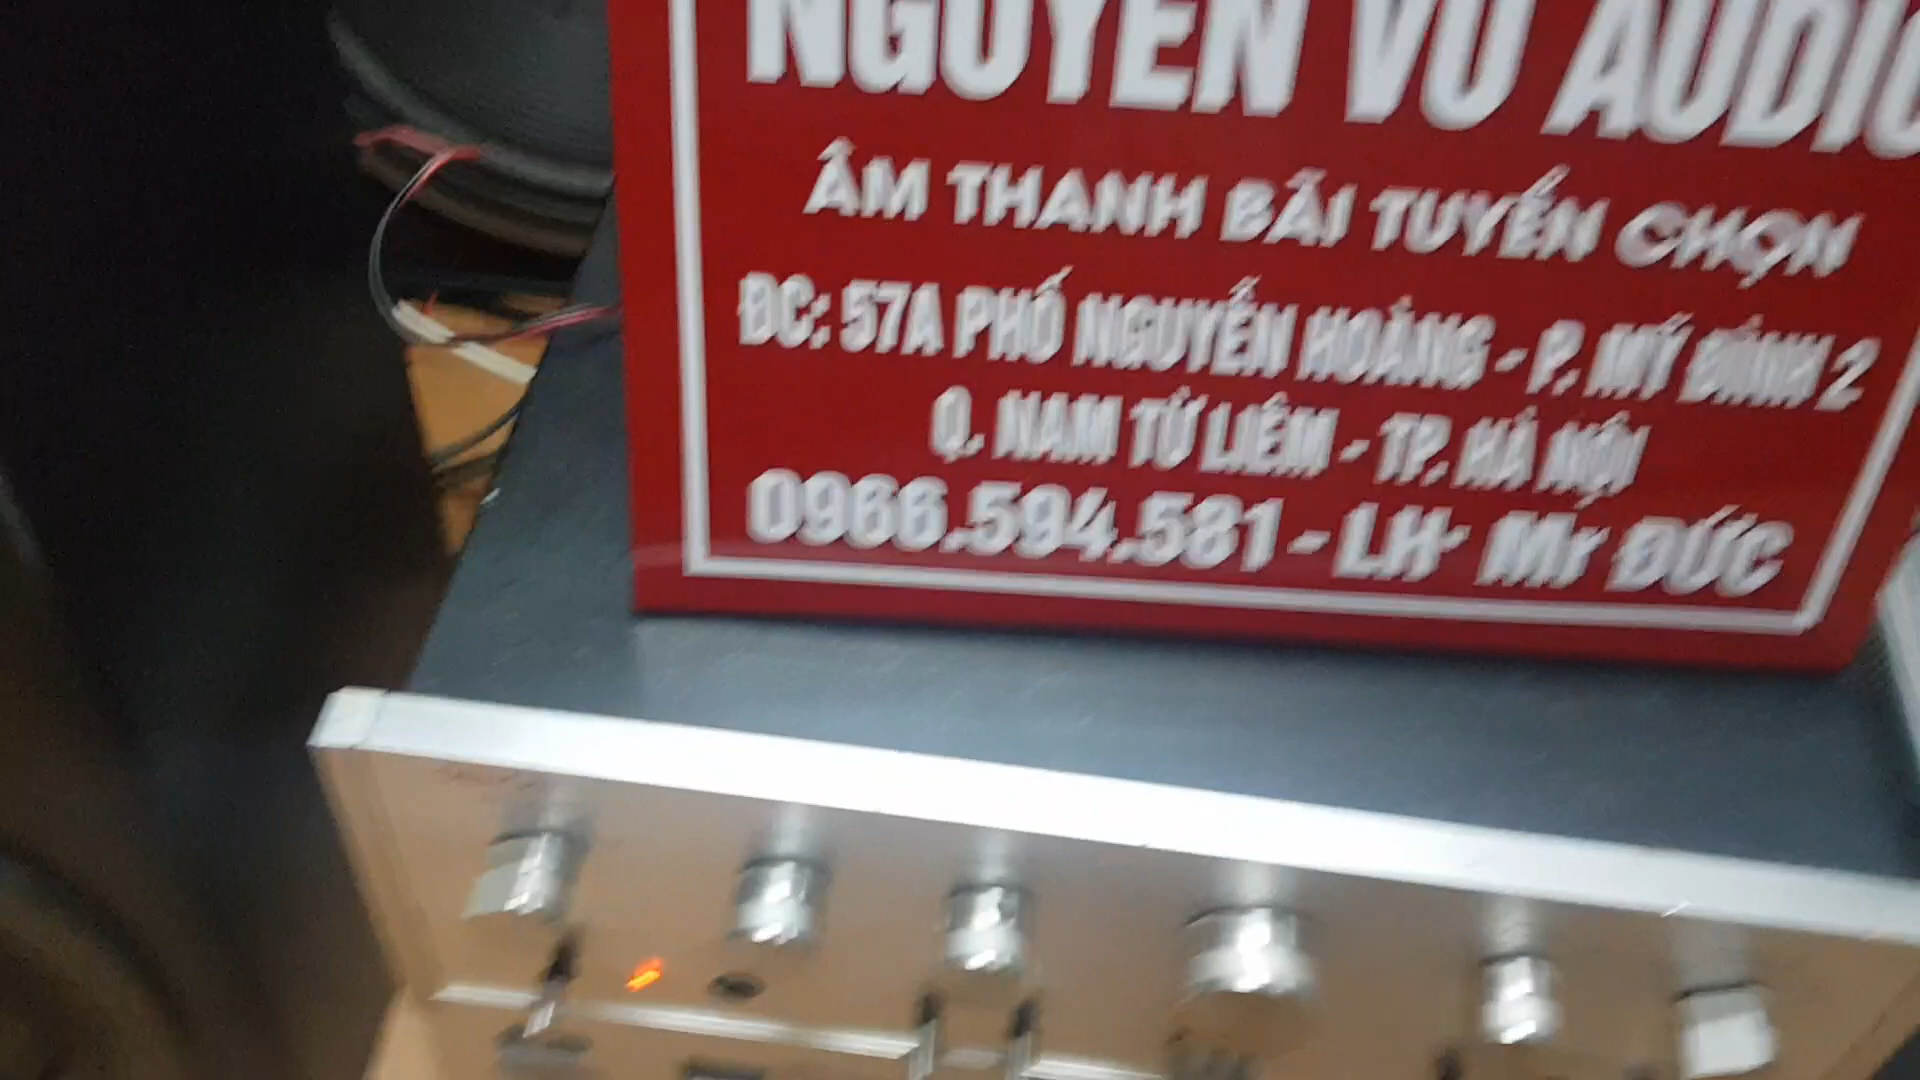 NGUYEN VU AUDIO
ÂM THANH BÃI TUYỂN CHỌN
ĐC: 57A PHỐ NGUYỄN HOÀNG - P. MỸ ĐÌNH 2
Q. NAM TỪ LIÊM - TP. HÀ NỘI
0966.594.581 - LH: Mr ĐỨC